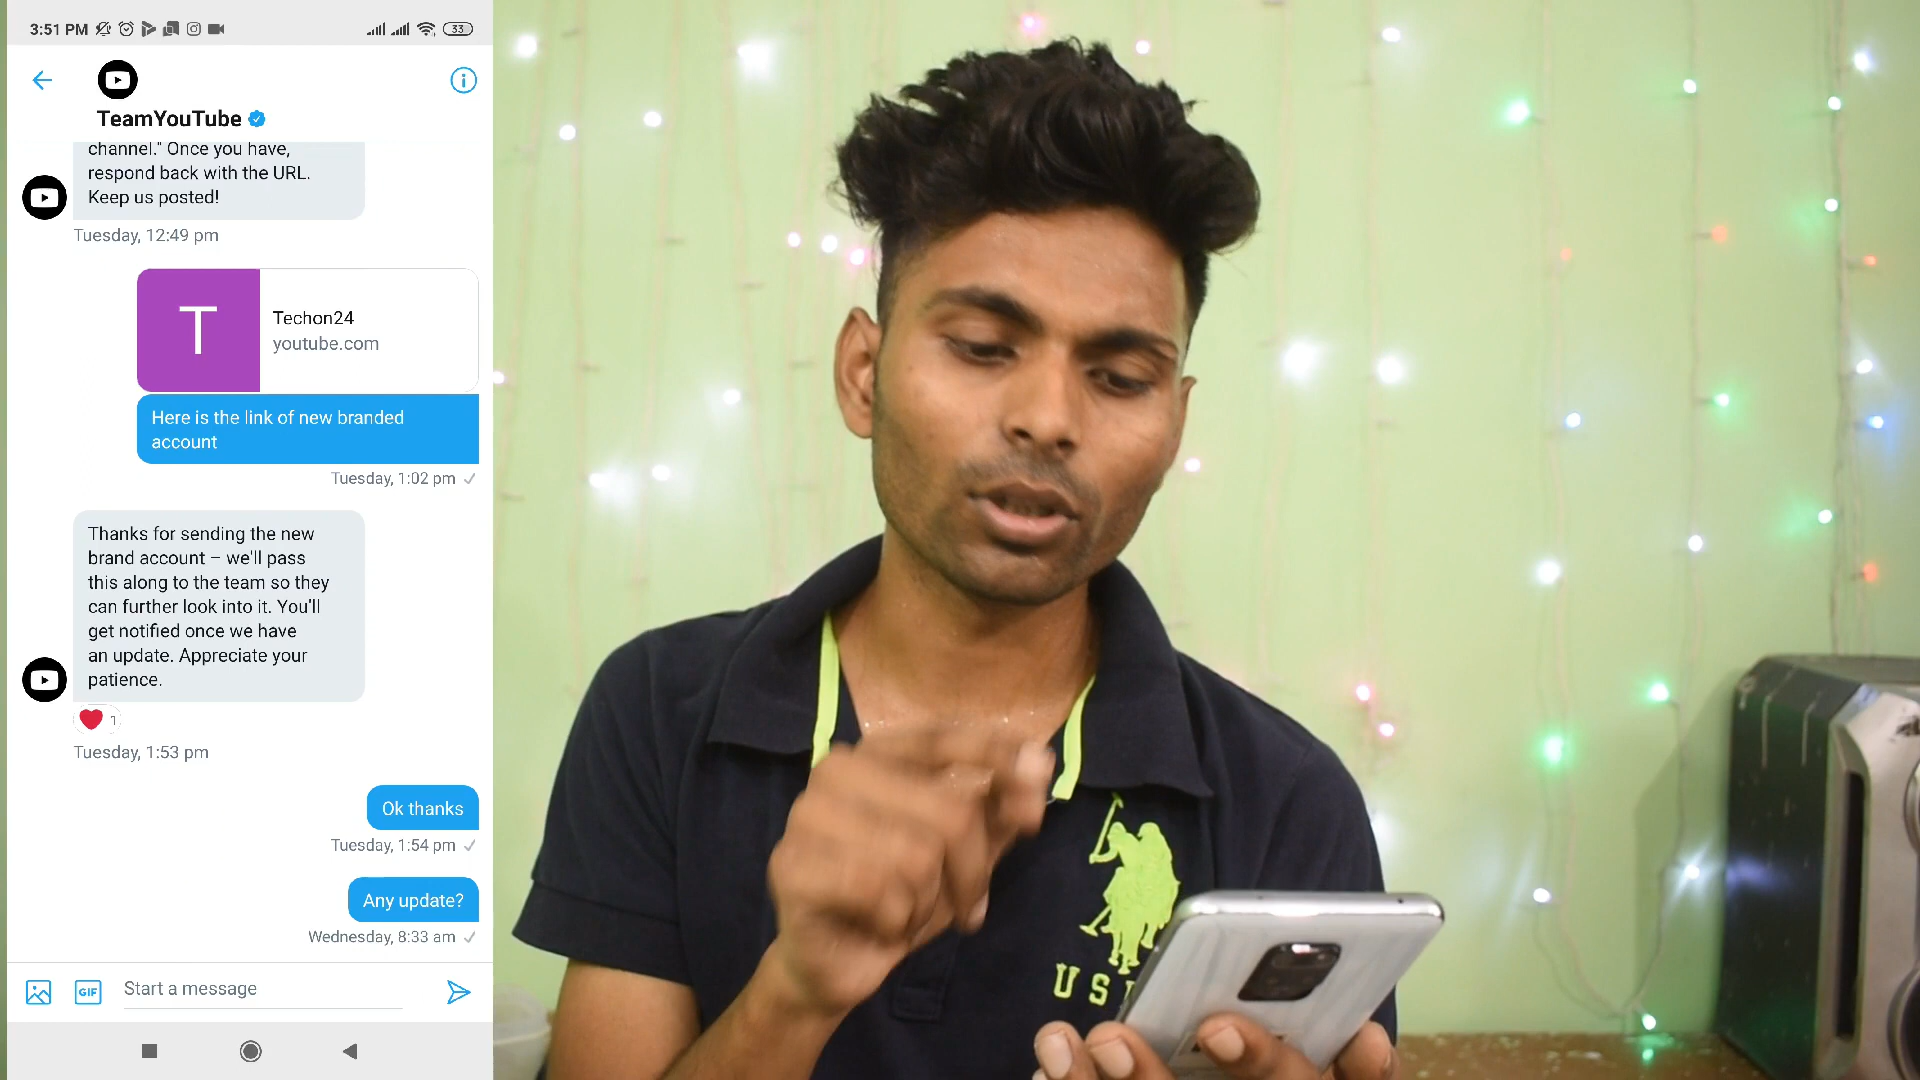 3:51 PM
33
TeamYouTube
channel." Once you have,
respond back with the URL.
Keep us posted!
Tuesday, 12:49 pm
T
Techon24
youtube.com
Here is the link of new branded
account
Tuesday, 1:02 pm
Thanks for sending the new
brand account – we'll pass
this along to the team so they
can further look into it. You'll
get notified once we have
an update. Appreciate your
patience.
1
Tuesday, 1:53 pm
Ok thanks
Tuesday, 1:54 pm
Any update?
Wednesday, 8:33 am
GIF
Start a message
US